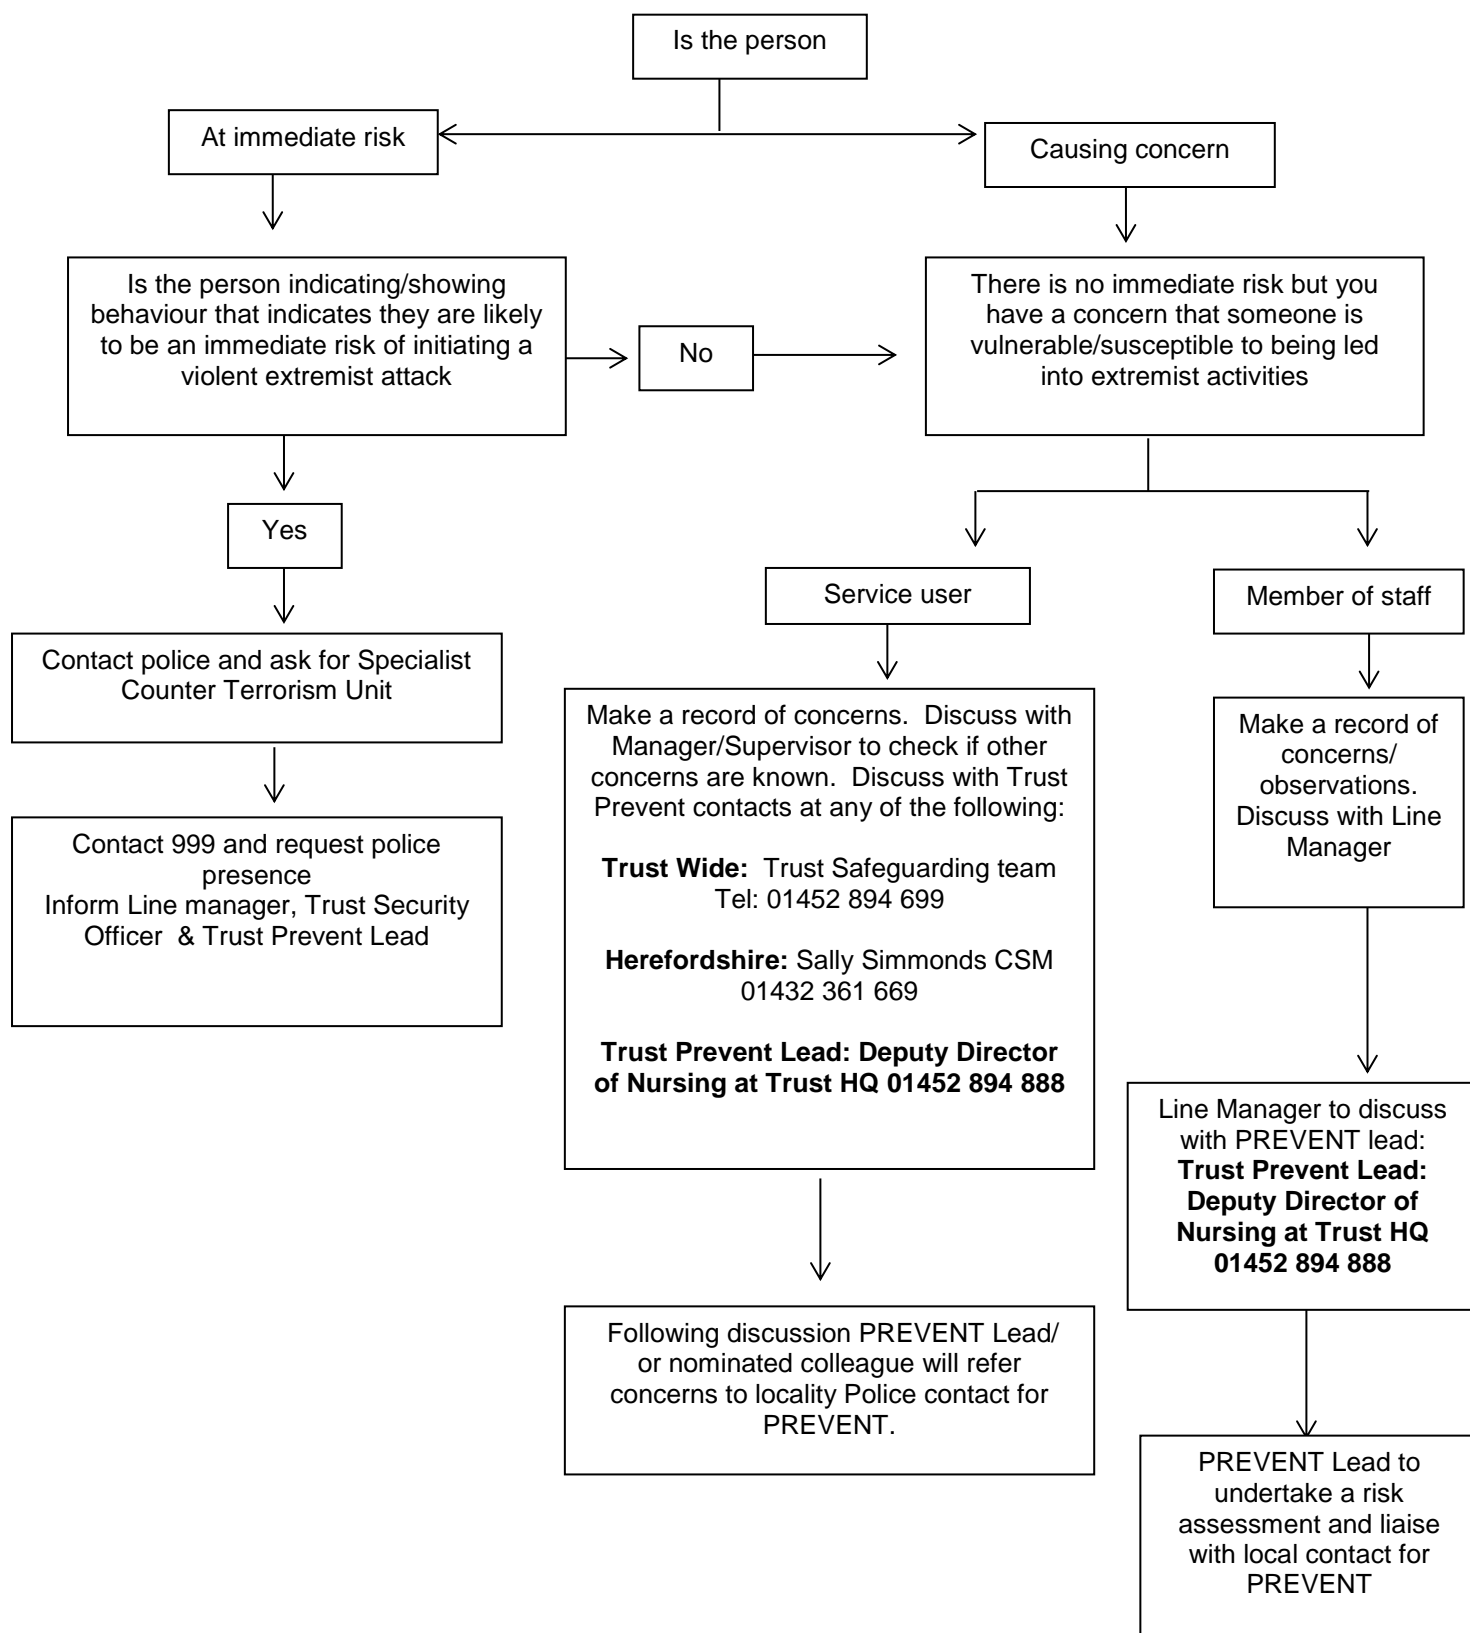 Is the person
At immediate risk
Causing concern
Is the person indicating/showing
behaviour that indicates they are likely
to be an immediate risk of initiating a
violent extremist attack
No
There is no immediate risk but you
have a concern that someone is
vulnerable/susceptible to being led
into extremist activities
Yes
Contact police and ask for Specialist
Counter Terrorism Unit
Contact 999 and request police
presence
Inform Line manager, Trust Security
Officer & Trust Prevent Lead
Service user
Make a record of concerns. Discuss with
Manager/Supervisor to check if other
concerns are known. Discuss with Trust
Prevent contacts at any of the following:
Trust Wide: Trust Safeguarding team
Tel: 01452 894 699
Herefordshire: Sally Simmonds CSM
01432 361 669
Trust Prevent Lead: Deputy Director
of Nursing at Trust HQ 01452 894 888
Following discussion PREVENT Lead/
or nominated colleague will refer
concerns to locality Police contact for
PREVENT.
Member of staff
Make a record of
concerns/
observations.
Discuss with Line
Manager
Line Manager to discuss
with PREVENT lead:
Trust Prevent Lead:
Deputy Director of
Nursing at Trust HQ
01452 894 888
PREVENT Lead to
undertake a risk
assessment and liaise
with local contact for
PREVENT